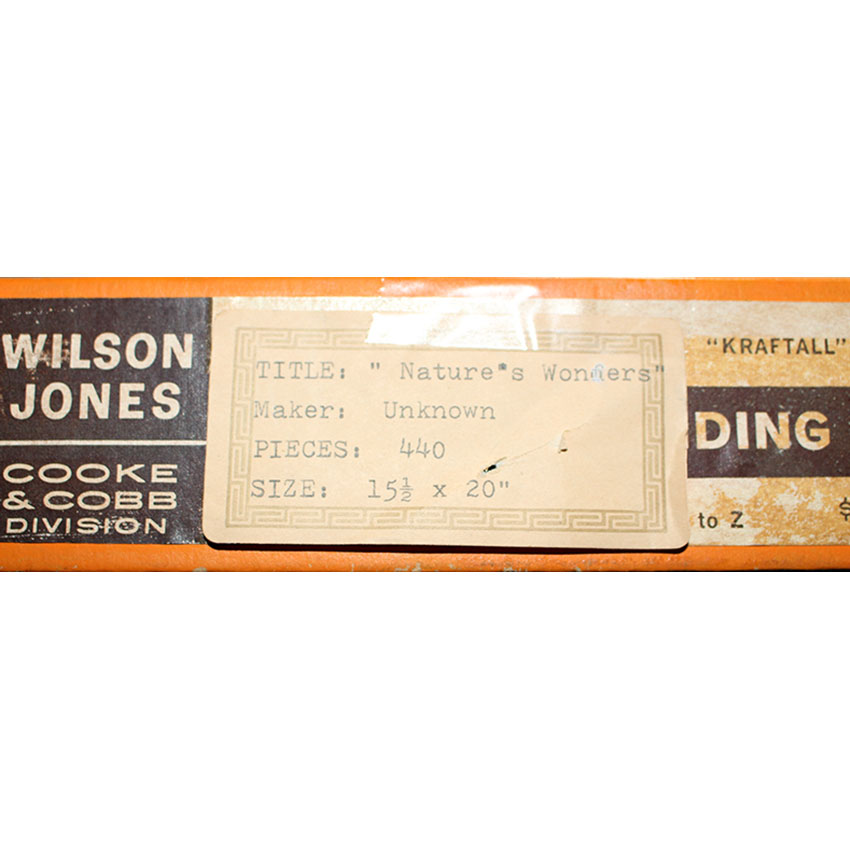 WILSON
JONES
COOKE
& COBB
DIVISION
TITLE: " Nature's Wonders"
Maker: Unknown
PIECES: 440
SIZE: 15½ x 20"
"KRAFTALL"
DING
to Z
$